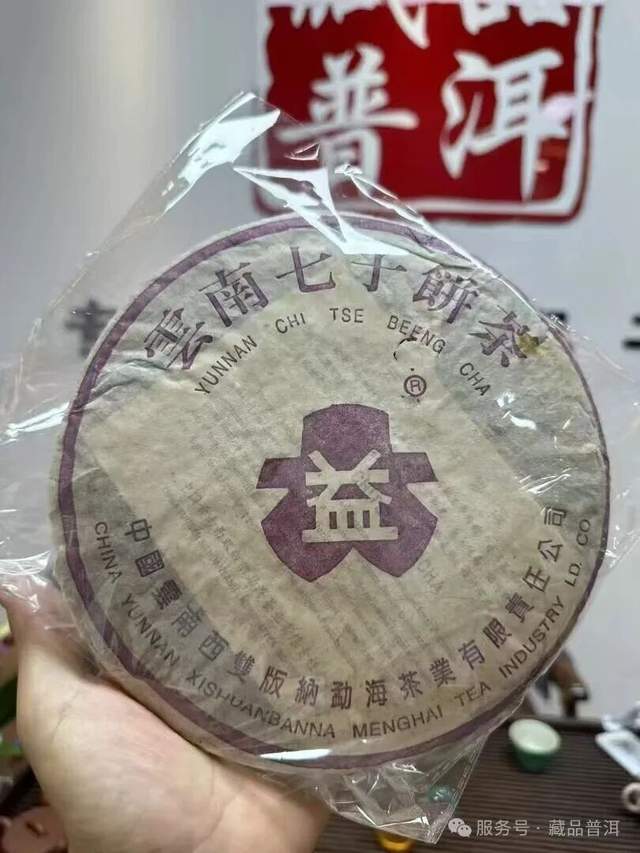 藏品
普洱
雲南七子餅茶
YUNNAN CHI TSE BEENG CHA
®
益
中國雲南西雙版納勐海茶業有限責任公司
CHINA YUNNAN XISHUANBANNA MENGHAI TEA INDUSTRY LD. CO
服务号 · 藏品普洱